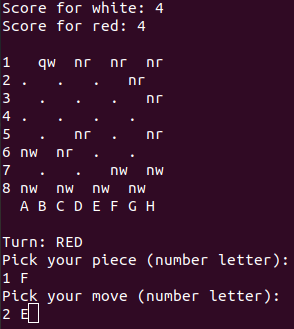 Score for white: 4
Score for red: 4
1   qw  nr  nr  nr
2 .   .   .   nr
3   .   .   .   nr
4 .   .   .   .
5   .   nr  .   nr
6 nw  nr  .   .
7   .   .   nw  nw
8 nw  nw  nw  nw
  A B C D E F G H
Turn: RED
Pick your piece (number letter):
1 F
Pick your move (number letter):
2 E